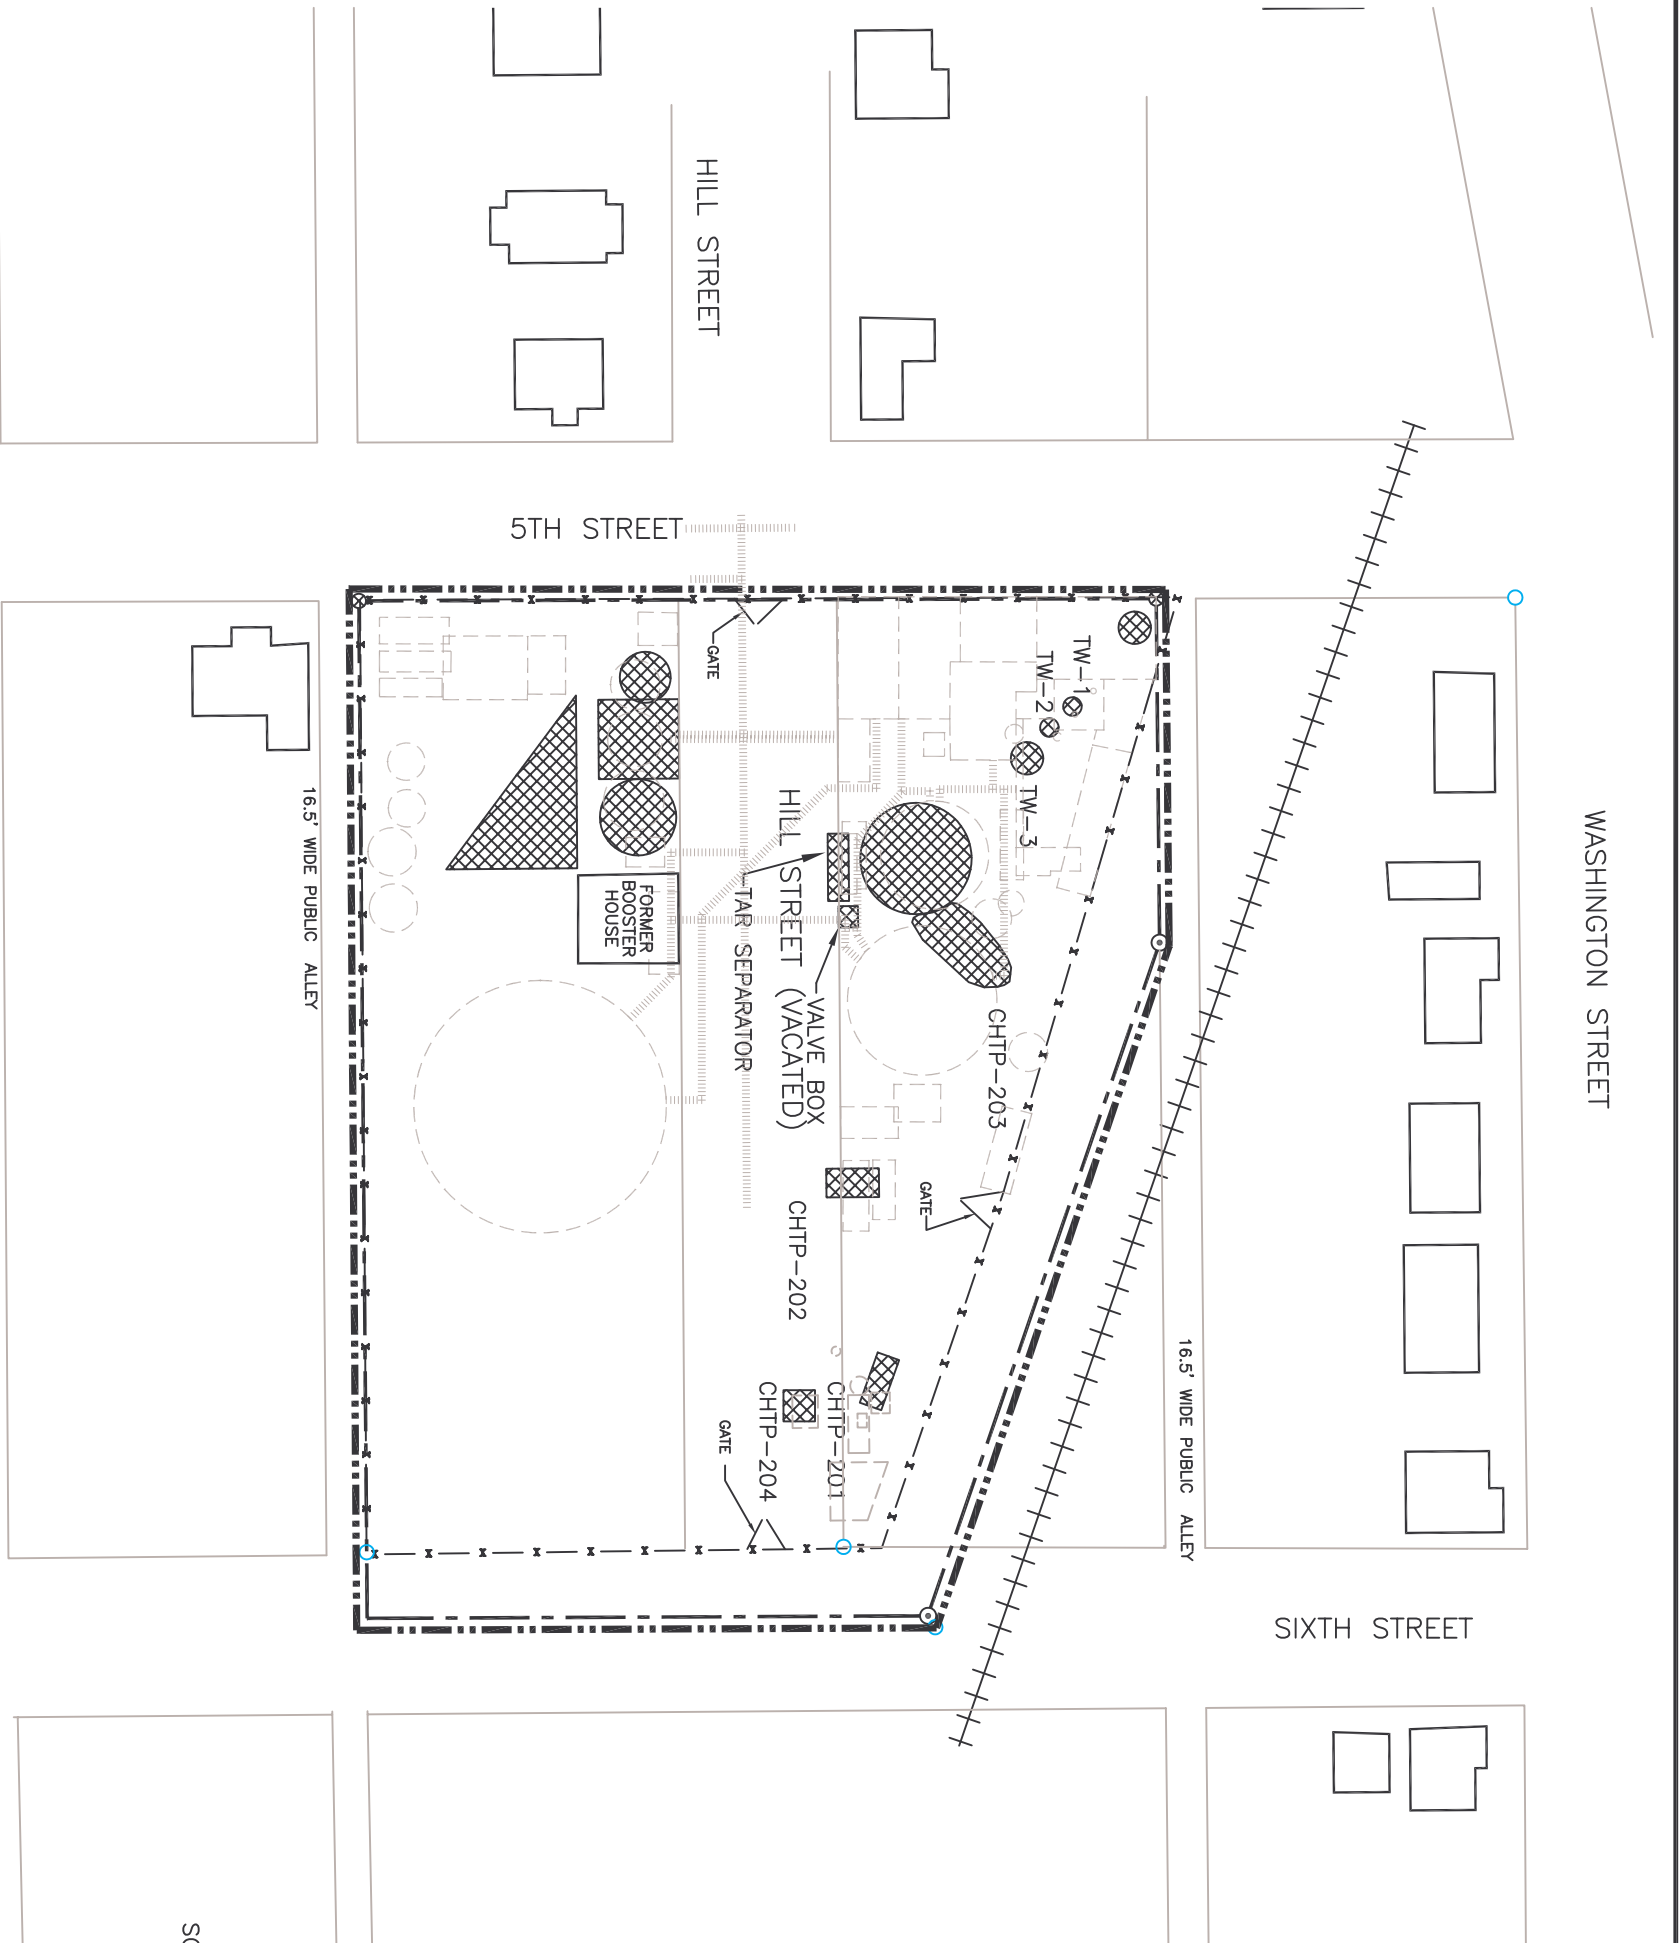 HILL STREET
5TH STREET
GATE
TW-1
TW-2
TW-3
WASHINGTON STREET
16.5' WIDE PUBLIC ALLEY
HILL STREET (VACATED)
TAR SEPARATOR
VALVE BOX
FORMER
BOOSTER
HOUSE
CHTP-203
GATE
CHTP-202
CHTP-201
CHTP-204
GATE
16.5' WIDE PUBLIC ALLEY
SIXTH STREET